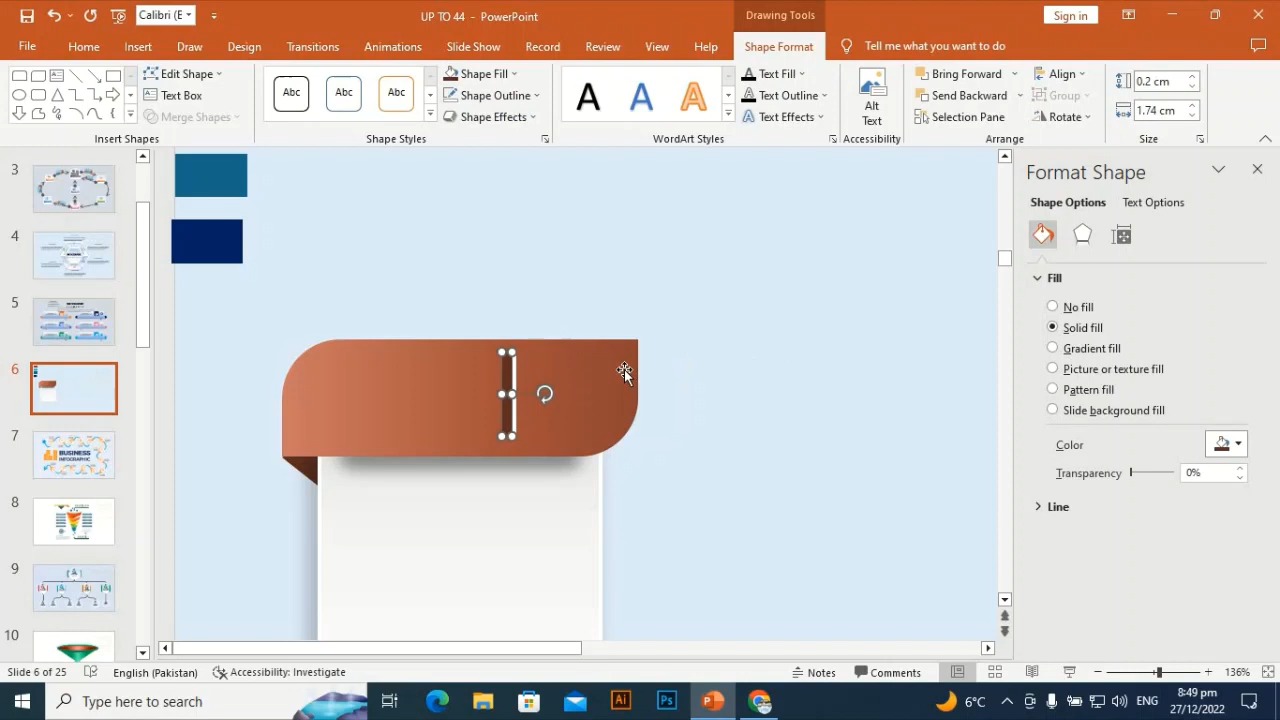 Calibri (E
UP TO 44 - PowerPoint
Drawing Tools
Sign in
File
Home
Insert
Draw
Design
Transitions
Animations
Slide Show
Record
Review
View
Help
Shape Format
Tell me what you want to do
Edit Shape
Text Box
Merge Shapes
Insert Shapes
Abc
Abc
Abc
Shape Fill
Shape Outline
Shape Effects
Shape Styles
A
A
A
Text Fill
Text Outline
Text Effects
WordArt Styles
Alt
Text
Accessibility
Bring Forward
Send Backward
Selection Pane
Align
Group
Rotate
Arrange
0.2 cm
1.74 cm
Size
3
4
5
6
7
BUSINESS
INFOGRAPHIC
8
9
10
Format Shape
Shape Options
Text Options
Fill
No fill
Solid fill
Gradient fill
Picture or texture fill
Pattern fill
Slide background fill
Color
Transparency
0%
Line
Slide 6 of 25
English (Pakistan)
Accessibility: Investigate
Notes
Comments
136%
Type here to search
Ai
Ps
6°C
ENG
8:49 pm
27/12/2022